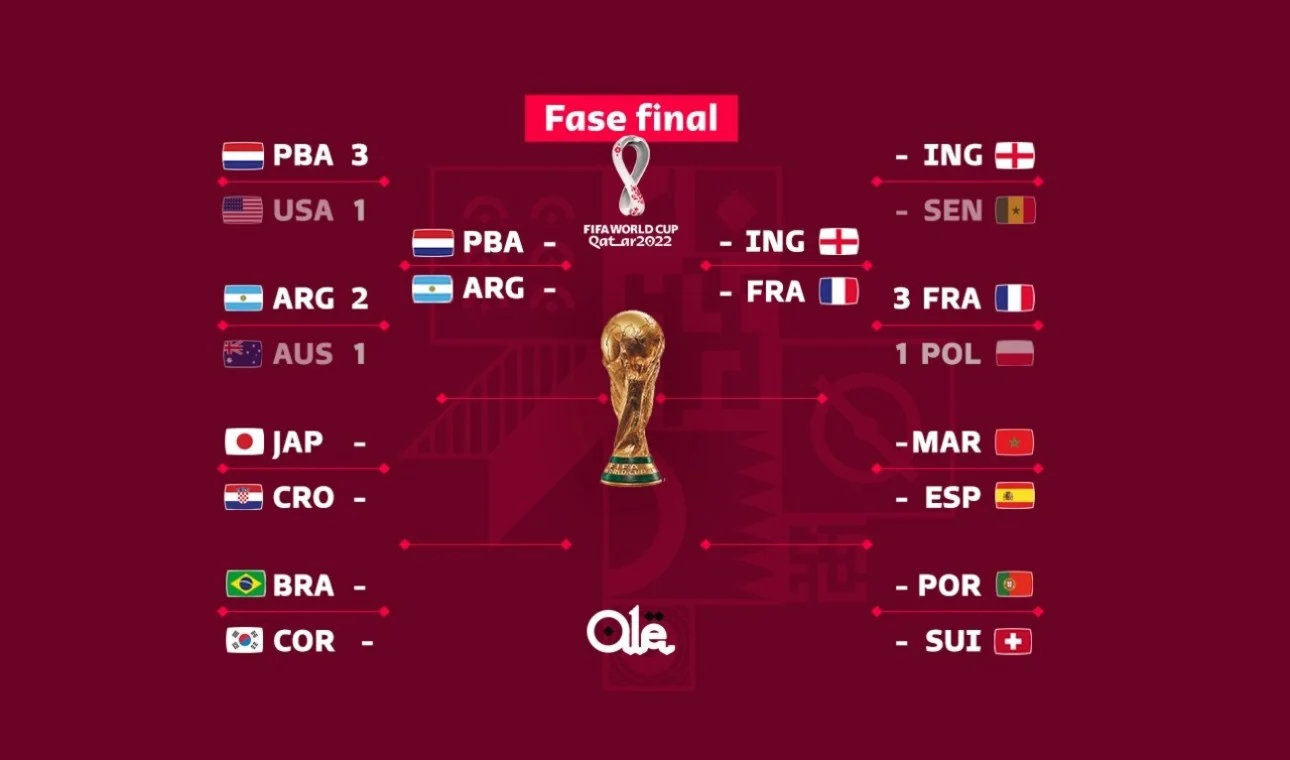 Fase final
PBA 3
USA 1
ARG 2
AUS 1
JAP -
CRO -
BRA -
COR -
PBA -
ARG -
FIFA WORLD CUP
Qatar2022
- ING
- FRA
- ING
- SEN
3 FRA
1 POL
-MAR
- ESP
- POR
- SUI
Olé